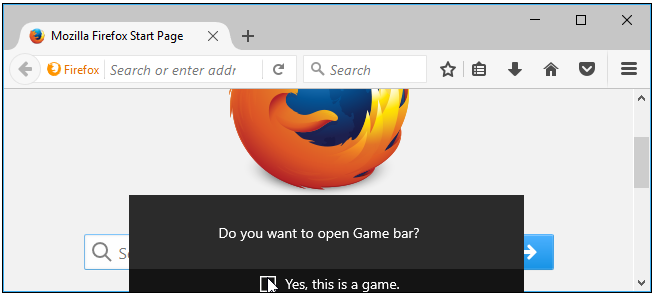 Mozilla Firefox Start Page
Firefox
Search or enter addr
Search
Do you want to open Game bar?
Yes, this is a game.